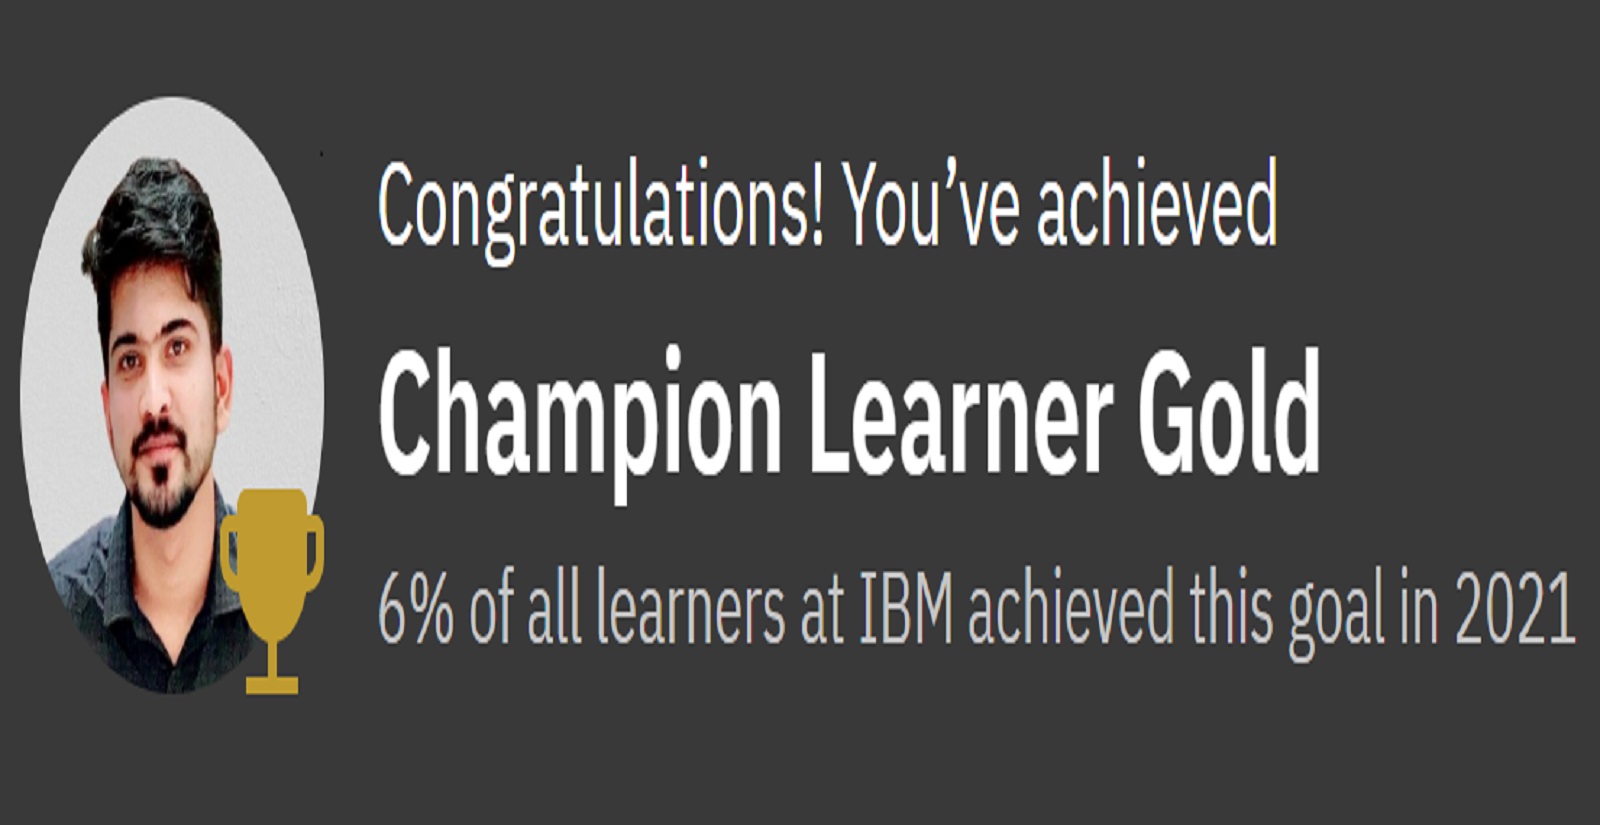 Congratulations! You’ve achieved
Champion Learner Gold
6% of all learners at IBM achieved this goal in 2021